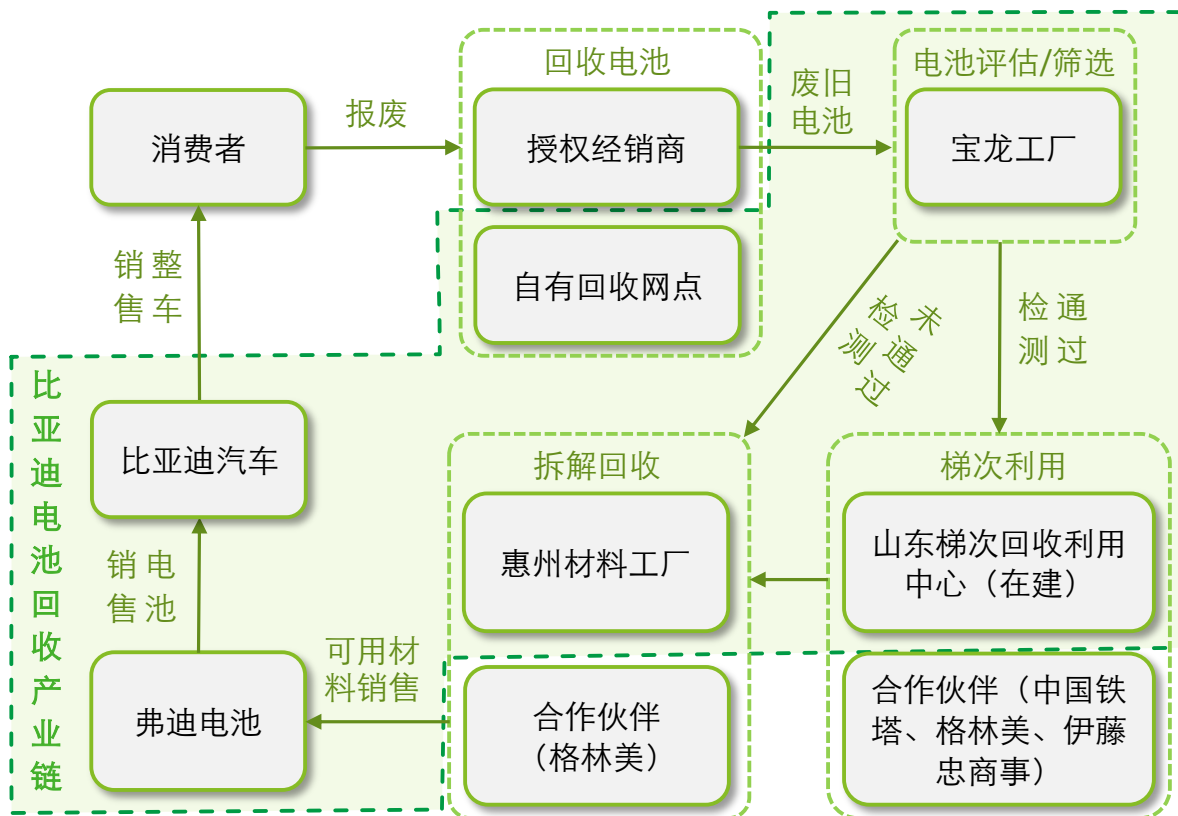 回收电池
电池评估/筛选
消费者
报废
授权经销商
废旧
电池
宝龙工厂
自有回收网点
销售
整车
检测
未通过
检测
通过
比亚迪电池回收产业链
比亚迪汽车
拆解回收
梯次利用
惠州材料工厂
山东梯次回收利用
中心（在建）
销售
电池
可用材
料销售
弗迪电池
合作伙伴
（格林美）
合作伙伴（中国铁
塔、格林美、伊藤
忠商事）